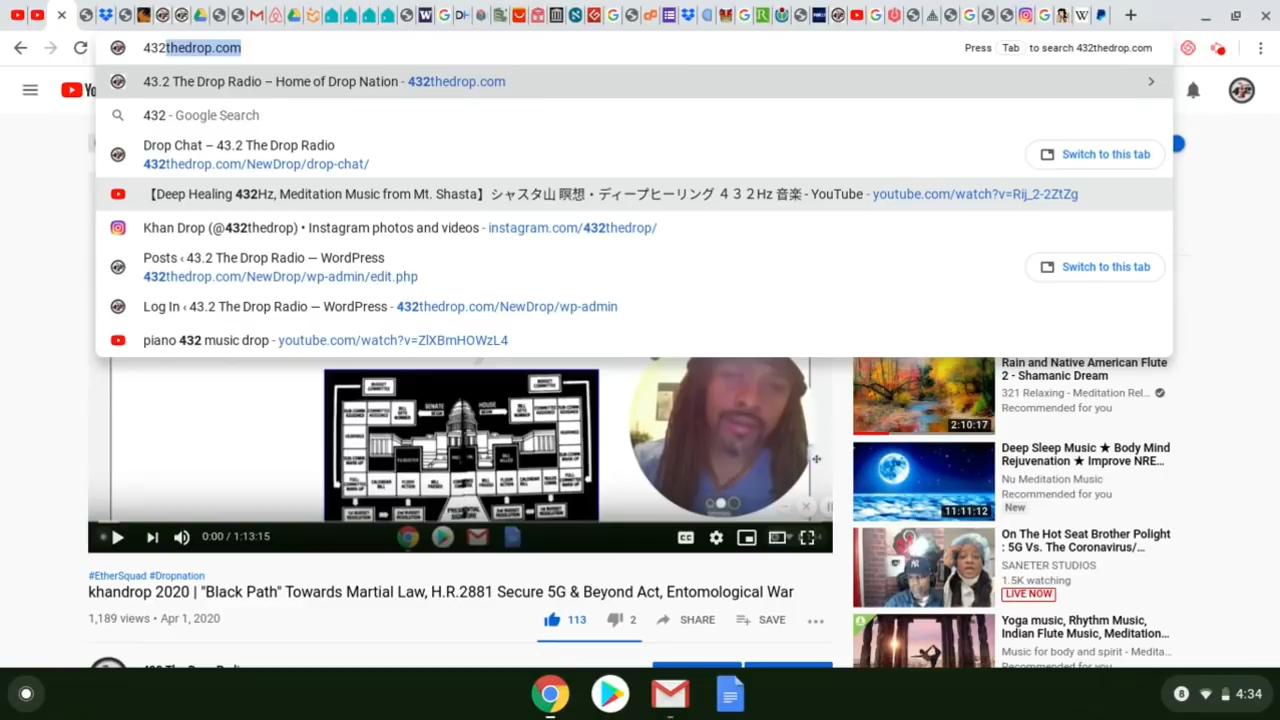 432thedrop.com
Press Tab to search 432thedrop.com
43.2 The Drop Radio – Home of Drop Nation - 432thedrop.com
432 - Google Search
Drop Chat – 43.2 The Drop Radio
432thedrop.com/NewDrop/drop-chat/
Switch to this tab
【Deep Healing 432Hz, Meditation Music from Mt. Shasta】シャスタ山 瞑想・ディープヒーリング ４３２Hz 音楽 - YouTube - youtube.com/watch?v=Rij_2-2ZtZg
Khan Drop (@432thedrop) • Instagram photos and videos - instagram.com/432thedrop/
Posts ‹ 43.2 The Drop Radio — WordPress
432thedrop.com/NewDrop/wp-admin/edit.php
Switch to this tab
Log In ‹ 43.2 The Drop Radio — WordPress - 432thedrop.com/NewDrop/wp-admin
piano 432 music drop - youtube.com/watch?v=ZlXBmHOWzL4
SENATE
HOUSE
0:00 / 1:13:15
CC
#EtherSquad #Dropnation
khandrop 2020 | "Black Path" Towards Martial Law, H.R.2881 Secure 5G & Beyond Act, Entomological War
1,189 views • Apr 1, 2020
113
2
SHARE
SAVE
Rain and Native American Flute
2 - Shamanic Dream
321 Relaxing - Meditation Rel...
Recommended for you
2:10:17
Deep Sleep Music ★ Body Mind
Rejuvenation ★ Improve NRE...
Nu Meditation Music
Recommended for you
New
11:11:12
On The Hot Seat Brother Polight
: 5G Vs. The Coronavirus/...
SANETER STUDIOS
1.5K watching
LIVE NOW
Yoga music, Rhythm Music,
Indian Flute Music, Meditation...
Music for body and spirit - Medita...
Recommended for you
8
4:34